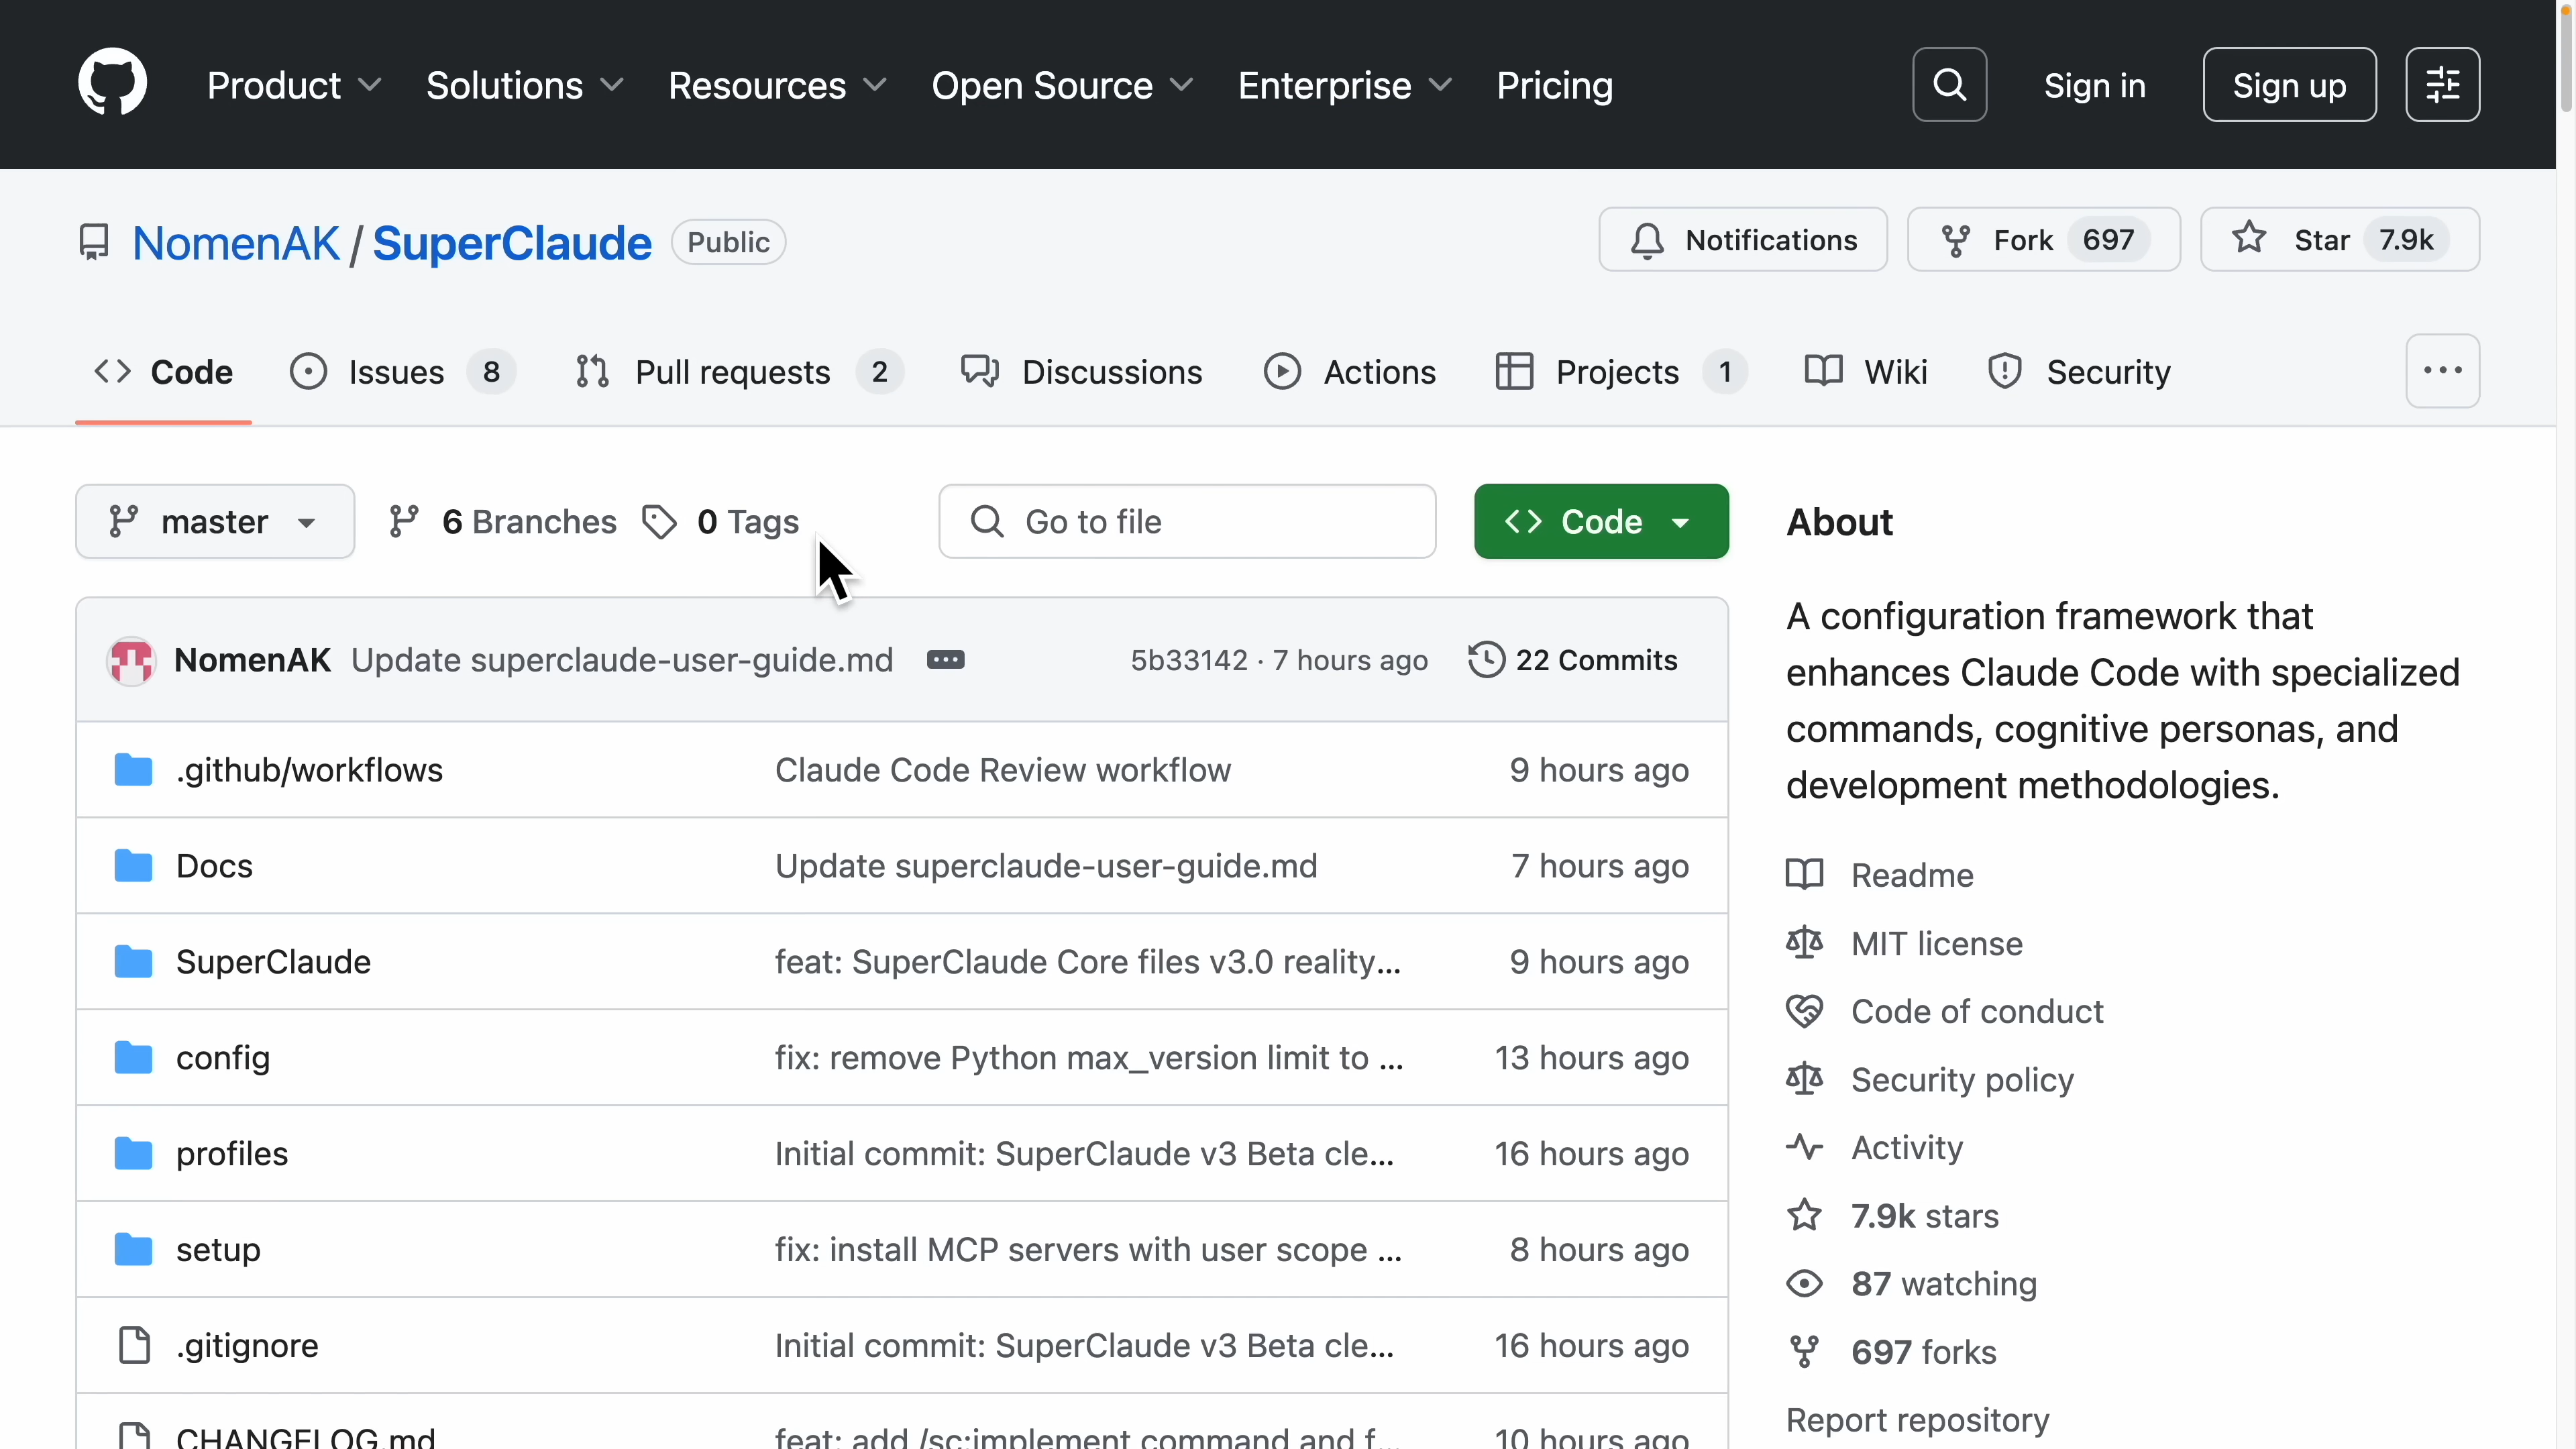 Product Solutions Resources Open Source Enterprise Pricing Sign in Sign up
NomenAK / SuperClaude Public Notifications Fork 697 Star 7.9k
Code Issues 8 Pull requests 2 Discussions Actions Projects 1 Wiki Security
master 6 Branches 0 Tags Go to file Code
NomenAK Update superclaude-user-guide.md 5b33142 · 7 hours ago 22 Commits
.github/workflows Claude Code Review workflow 9 hours ago
Docs Update superclaude-user-guide.md 7 hours ago
SuperClaude feat: SuperClaude Core files v3.0 reality... 9 hours ago
config fix: remove Python max_version limit to ... 13 hours ago
profiles Initial commit: SuperClaude v3 Beta cle... 16 hours ago
setup fix: install MCP servers with user scope ... 8 hours ago
.gitignore Initial commit: SuperClaude v3 Beta cle... 16 hours ago
CHANGELOG.md feat: add /sc:implement command and f... 10 hours ago
About
A configuration framework that
enhances Claude Code with specialized
commands, cognitive personas, and
development methodologies.
Readme
MIT license
Code of conduct
Security policy
Activity
7.9k stars
87 watching
697 forks
Report repository